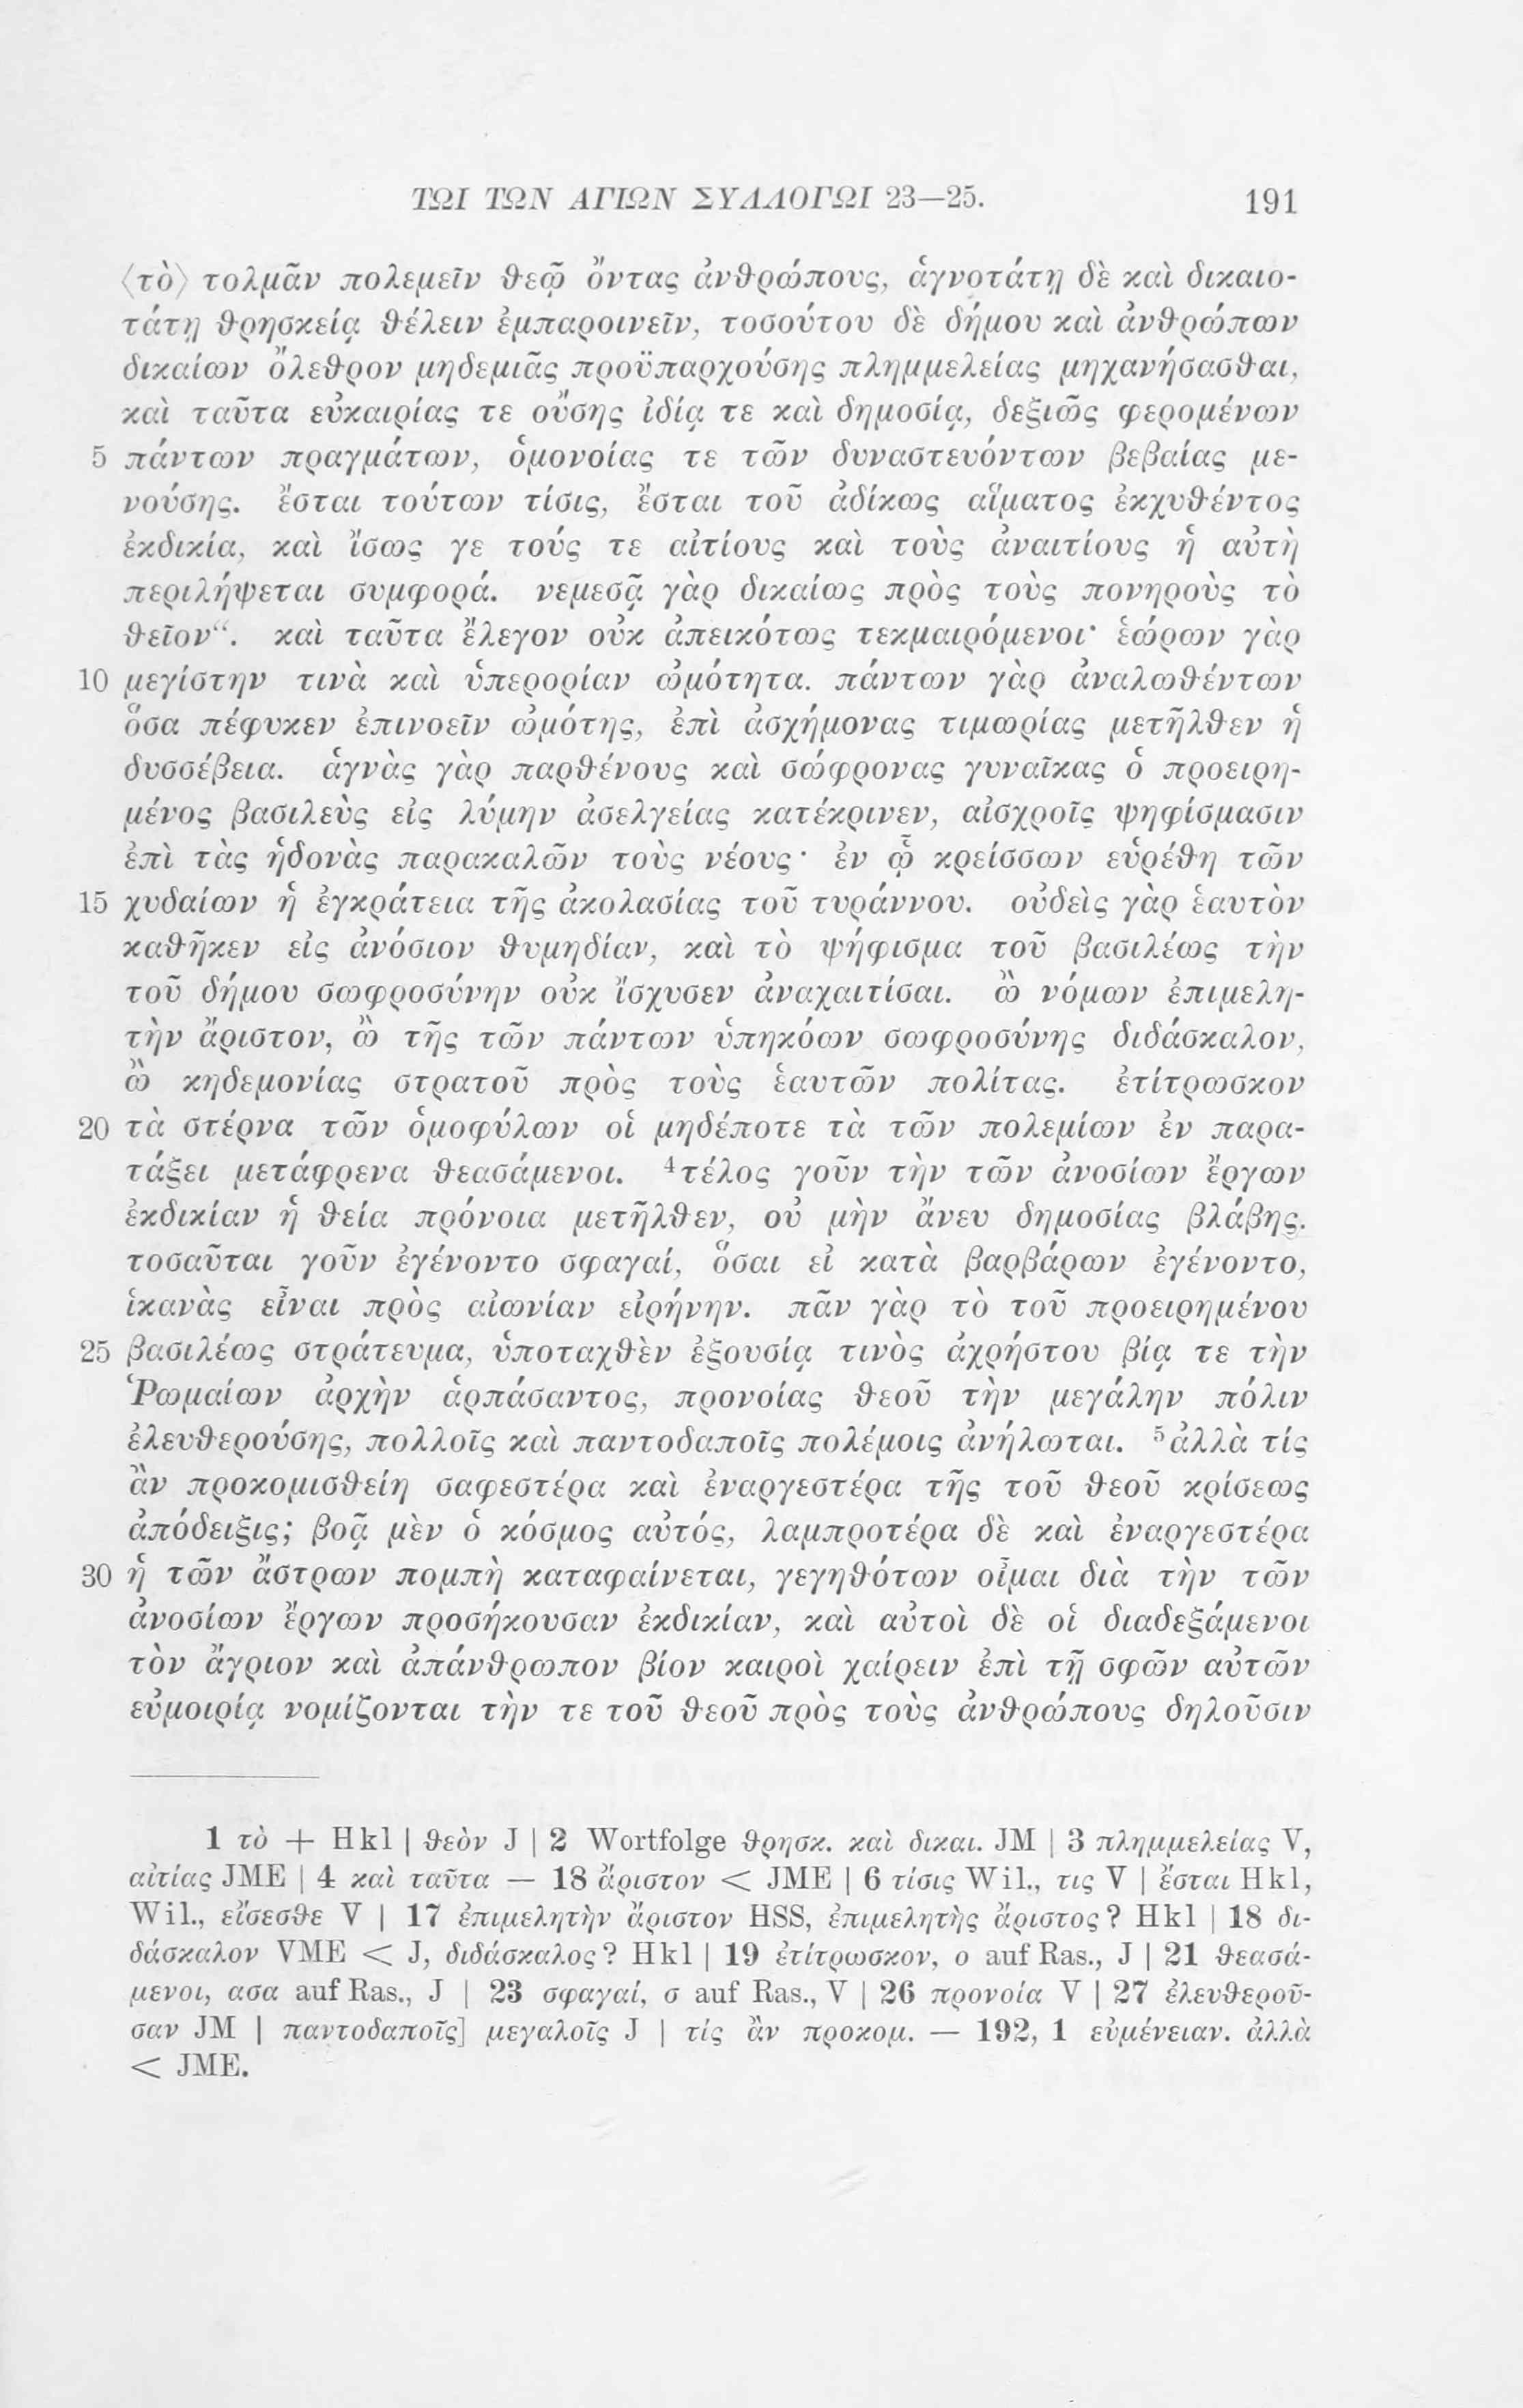 ΤΩΙ ΤΩΝ ΑΓΙΩΝ ΣΥΛΛΟΓΩΙ 23—25. 191
⟨τὸ⟩ τολμᾶν πολεμεῖν θεῷ ὄντας ἀνθρώπους, ἁγνοτάτῃ δὲ καὶ δικαιο-
τάτῃ θρησκείᾳ θέλειν ἐμπαροινεῖν, τοσούτου δὲ δήμου καὶ ἀνθρώπων
δικαίων ὄλεθρον μηδεμιᾶς προϋπαρχούσης πλημμελείας μηχανήσασθαι,
καὶ ταῦτα εὐκαιρίας τε οὔσης ἰδίᾳ τε καὶ δημοσίᾳ, δεξιῶς φερομένων
5 πάντων πραγμάτων, ὁμονοίας τε τῶν δυναστευόντων βεβαίας με-
νούσης. ἔσται τούτων τίσις, ἔσται τοῦ ἀδίκως αἵματος ἐκχυθέντος
ἐκδικία, καὶ ἴσως γε τούς τε αἰτίους καὶ τοὺς ἀναιτίους ἡ αὐτὴ
περιλήψεται συμφορά. νεμεσᾷ γὰρ δικαίως πρὸς τοὺς πονηροὺς τὸ
θεῖον“. καὶ ταῦτα ἔλεγον οὐκ ἀπεικότως τεκμαιρόμενοι· ἑώρων γὰρ
10 μεγίστην τινὰ καὶ ὑπερορίαν ὠμότητα. πάντων γὰρ ἀναλωθέντων
ὅσα πέφυκεν ἐπινοεῖν ὠμότης, ἐπὶ ἀσχήμονας τιμωρίας μετῆλθεν ἡ
δυσσέβεια. ἁγνὰς γὰρ παρθένους καὶ σώφρονας γυναῖκας ὁ προειρη-
μένος βασιλεὺς εἰς λύμην ἀσελγείας κατέκρινεν, αἰσχροῖς ψηφίσμασιν
ἐπὶ τὰς ἡδονὰς παρακαλῶν τοὺς νέους· ἐν ᾧ κρείσσων εὑρέθη τῶν
15 χυδαίων ἡ ἐγκράτεια τῆς ἀκολασίας τοῦ τυράννου. οὐδεὶς γὰρ ἑαυτὸν
καθῆκεν εἰς ἀνόσιον θυμηδίαν, καὶ τὸ ψήφισμα τοῦ βασιλέως τὴν
τοῦ δήμου σωφροσύνην οὐκ ἴσχυσεν ἀναχαιτίσαι. ὢ νόμων ἐπιμελη-
τὴν ἄριστον, ὢ τῆς τῶν πάντων ὑπηκόων σωφροσύνης διδάσκαλον,
ὢ κηδεμονίας στρατοῦ πρὸς τοὺς ἑαυτῶν πολίτας. ἐτίτρωσκον
20 τὰ στέρνα τῶν ὁμοφύλων οἱ μηδέποτε τὰ τῶν πολεμίων ἐν παρα-
τάξει μετάφρενα θεασάμενοι. ⁴τέλος γοῦν τὴν τῶν ἀνοσίων ἔργων
ἐκδικίαν ἡ θεία πρόνοια μετῆλθεν, οὐ μὴν ἄνευ δημοσίας βλάβης.
τοσαῦται γοῦν ἐγένοντο σφαγαί, ὅσαι εἰ κατὰ βαρβάρων ἐγένοντο,
ἱκανὰς εἶναι πρὸς αἰωνίαν εἰρήνην. πᾶν γὰρ τὸ τοῦ προειρημένου
25 βασιλέως στράτευμα, ὑποταχθὲν ἐξουσίᾳ τινὸς ἀχρήστου βίᾳ τε τὴν
Ῥωμαίων ἀρχὴν ἁρπάσαντος, προνοίας θεοῦ τὴν μεγάλην πόλιν
ἐλευθερούσης, πολλοῖς καὶ παντοδαποῖς πολέμοις ἀνήλωται. ⁵ἀλλὰ τίς
ἂν προκομισθείη σαφεστέρα καὶ ἐναργεστέρα τῆς τοῦ θεοῦ κρίσεως
ἀπόδειξις; βοᾷ μὲν ὁ κόσμος αὐτός, λαμπροτέρα δὲ καὶ ἐναργεστέρα
30 ἡ τῶν ἄστρων πομπὴ καταφαίνεται, γεγηθότων οἶμαι διὰ τὴν τῶν
ἀνοσίων ἔργων προσήκουσαν ἐκδικίαν, καὶ αὐτοὶ δὲ οἱ διαδεξάμενοι
τὸν ἄγριον καὶ ἀπάνθρωπον βίον καιροὶ χαίρειν ἐπὶ τῇ σφῶν αὐτῶν
εὐμοιρίᾳ νομίζονται τὴν τε τοῦ θεοῦ πρὸς τοὺς ἀνθρώπους δηλοῦσιν
1 τὸ + Hkl | θεὸν J | 2 Wortfolge θρησκ. καὶ δικαι. JM | 3 πλημμελείας V,
αἰτίας JME | 4 καὶ ταῦτα — 18 ἄριστον < JME | 6 τίσις Wil., τις V | ἔσται Hkl,
Wil., εἴσεσθε V | 17 ἐπιμελητὴν ἄριστον HSS, ἐπιμελητὴς ἄριστος? Hkl | 18 δι-
δάσκαλον VME < J, διδάσκαλος? Hkl | 19 ἐτίτρωσκον, ο auf Ras., J | 21 θεασά-
μενοι, ασα auf Ras., J | 23 σφαγαί, σ auf Ras., V | 26 προνοία V | 27 ἐλευθεροῦ-
σαν JM | παντοδαποῖς] μεγαλοῖς J | τίς ἂν προκομ. — 192, 1 εὐμένειαν. ἀλλὰ
< JME.